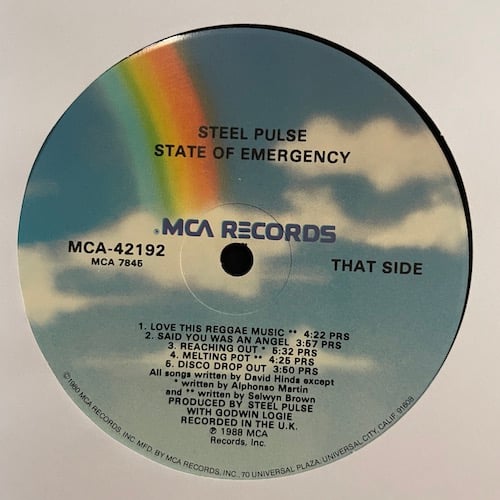 STEEL PULSE
STATE OF EMERGENCY
MCA RECORDS
MCA-42192
MCA 7845
THAT SIDE
1. LOVE THIS REGGAE MUSIC ** 4:22 PRS
2. SAID YOU WAS AN ANGEL 3:57 PRS
3. REACHING OUT * 5:32 PRS
4. MELTING POT ** 4:25 PRS
5. DISCO DROP OUT 3:50 PRS
All songs written by David Hinds except
* written by Alphonso Martin
and ** written by Selwyn Brown
PRODUCED BY STEEL PULSE
WITH GODWIN LOGIE
RECORDED IN THE U.K.
℗ 1988 MCA
Records, Inc.
©1980 MCA RECORDS, INC. MFD. BY MCA RECORDS, INC., 70 UNIVERSAL PLAZA, UNIVERSAL CITY, CALIF. 91608